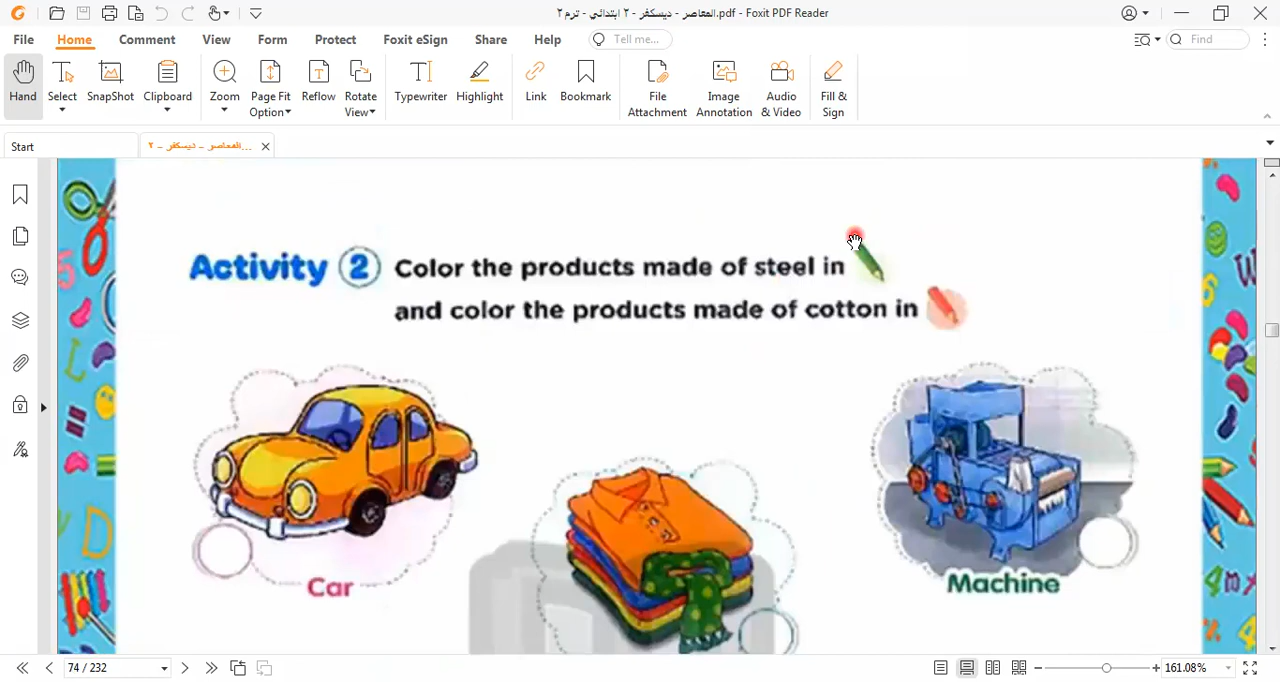 المعاصر - ديسكفر - ٢ ابتدائي - ترم٢.pdf - Foxit PDF Reader
File Home Comment View Form Protect Foxit eSign Share Help Tell me... Find
Hand Select SnapShot Clipboard Zoom Page Fit Option Reflow Rotate View Typewriter Highlight Link Bookmark File Attachment Image Annotation Audio & Video Fill & Sign
Start المعاصر - ديسكفر - ٢...
Activity 2 Color the products made of steel in
and color the products made of cotton in
Car
Machine
74 / 232 161.08%